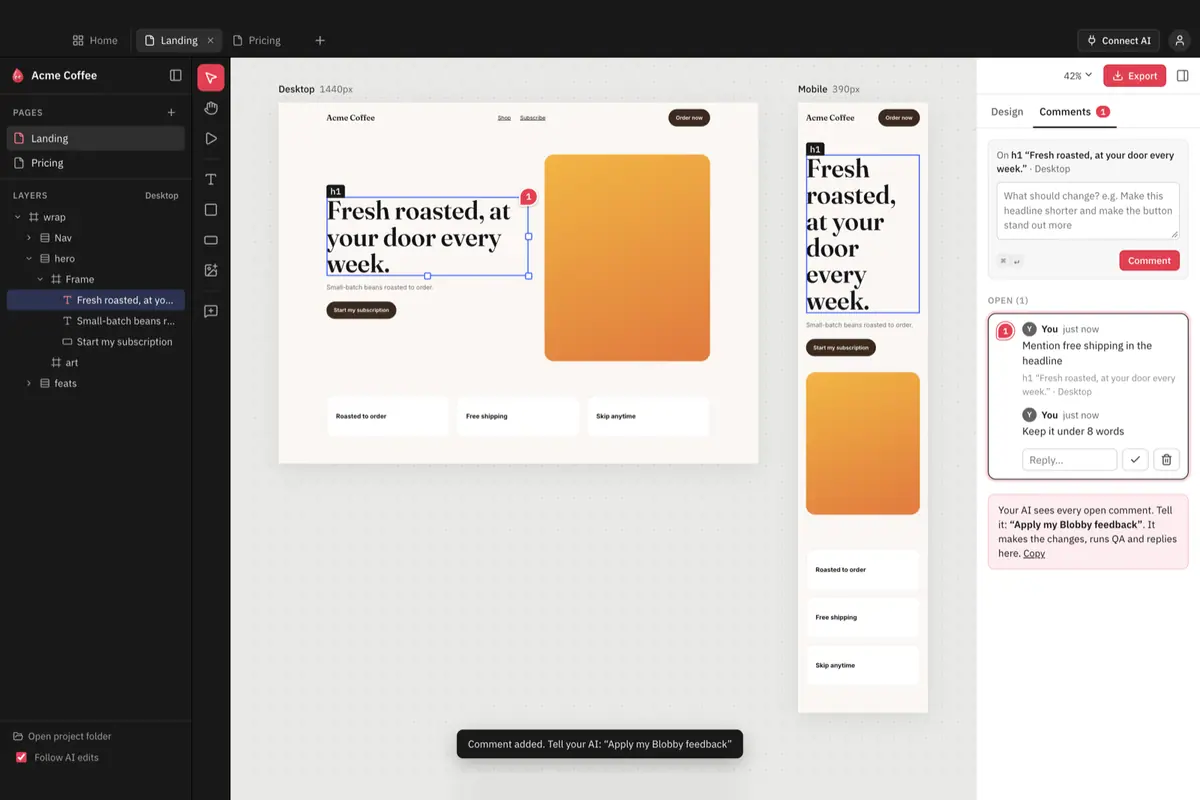 Home
Landing
Pricing
Connect AI
Acme Coffee
PAGES
Landing
Pricing
LAYERS Desktop
wrap
Nav
hero
Frame
Fresh roasted, at yo...
Small-batch beans r...
Start my subscription
art
feats
Open project folder
Follow AI edits
Desktop 1440px
Acme Coffee
Shop Subscribe
Order now
h1
1
Fresh roasted, at
your door every
week.
Small-batch beans roasted to order.
Start my subscription
Roasted to order
Free shipping
Skip anytime
Mobile 390px
Acme Coffee
Order now
h1
Fresh
roasted,
at your
door
every
week.
Small-batch beans roasted to order.
Start my subscription
Roasted to order
Free shipping
Skip anytime
Comment added. Tell your AI: “Apply my Blobby feedback”
42%
Export
Design
Comments 1
On h1 “Fresh roasted, at your door every
week.” · Desktop
What should change? e.g. Make this
headline shorter and make the button
stand out more
⌘ ↵
Comment
OPEN (1)
1
Y You just now
Mention free shipping in the
headline
h1 “Fresh roasted, at your door every
week.” · Desktop
Y You just now
Keep it under 8 words
Reply...
Your AI sees every open comment. Tell
it: “Apply my Blobby feedback”. It
makes the changes, runs QA and replies
here. Copy